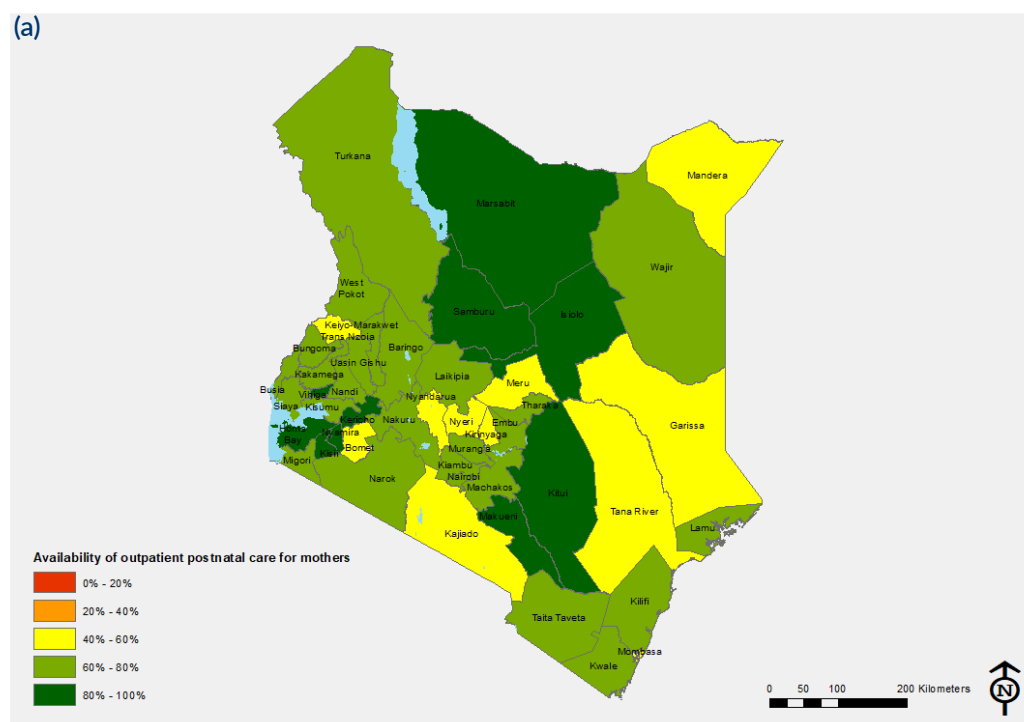 (a)
Turkana
Mandera
Marsabit
Wajir
West
Pokot
Samburu
Isiolo
Keiyo-Marakwet
Trans Nzoia
Bungoma
Baringo
Uasin Gishu
Kakamega
Laikipia
Meru
Busia
Vihiga
Nandi
Nyandarua
Siaya
Kisumu
Tharaka
Kericho
Nakuru
Nyeri
Embu
Garissa
Homa
Bay
Nyamira
Kirinyaga
Bomet
Murang'a
Kisii
Migori
Kiambu
Narok
Nairobi
Machakos
Kitui
Tana River
Makueni
Lamu
Kajiado
Kilifi
Taita Taveta
Mombasa
Kwale
Availability of outpatient postnatal care for mothers
0% - 20%
20% - 40%
40% - 60%
60% - 80%
80% - 100%
0 50 100 200 Kilometers
N